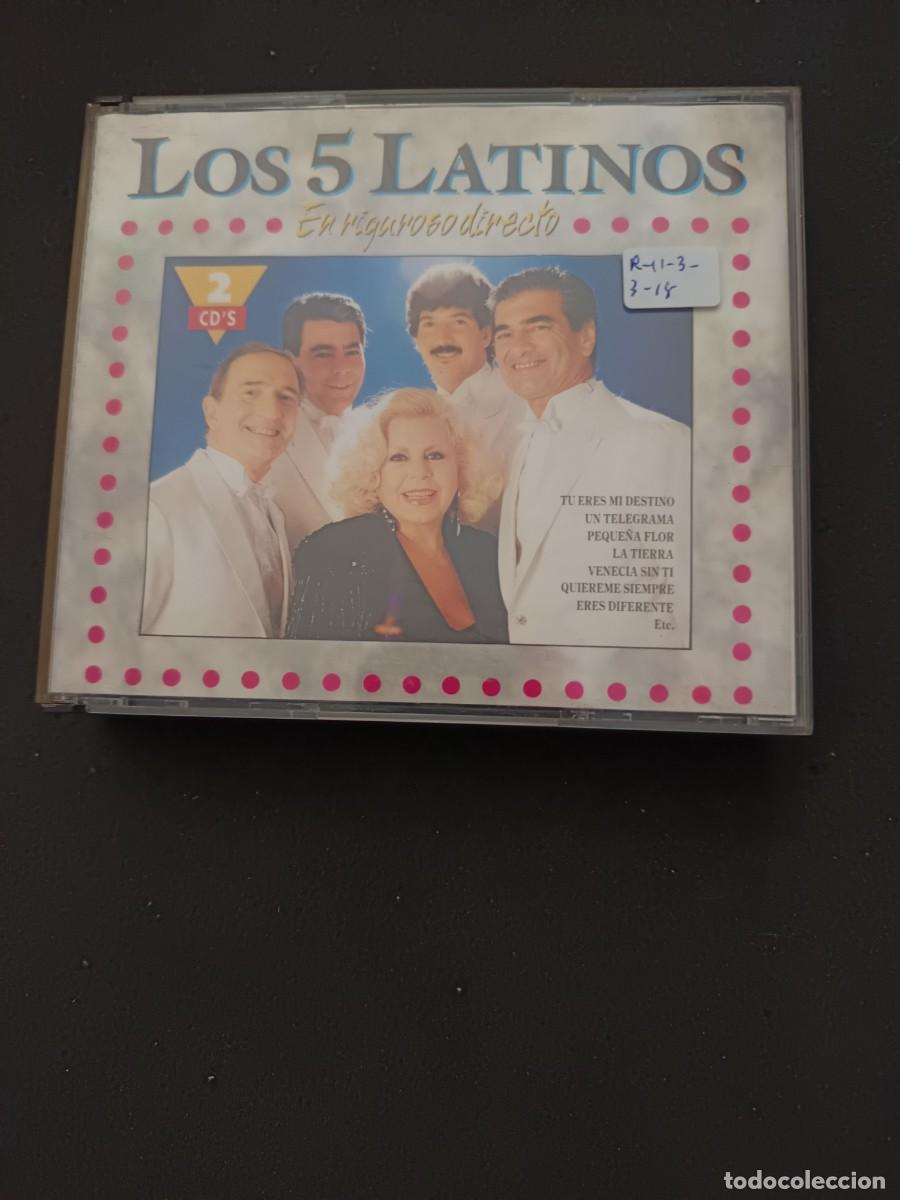 LOS 5 LATINOS
En riguroso directo
2
CD'S
R-11-3-
3-18
TU ERES MI DESTINO
UN TELEGRAMA
PEQUEÑA FLOR
LA TIERRA
VENECIA SIN TI
QUIEREME SIEMPRE
ERES DIFERENTE
Etc.
todocoleccion